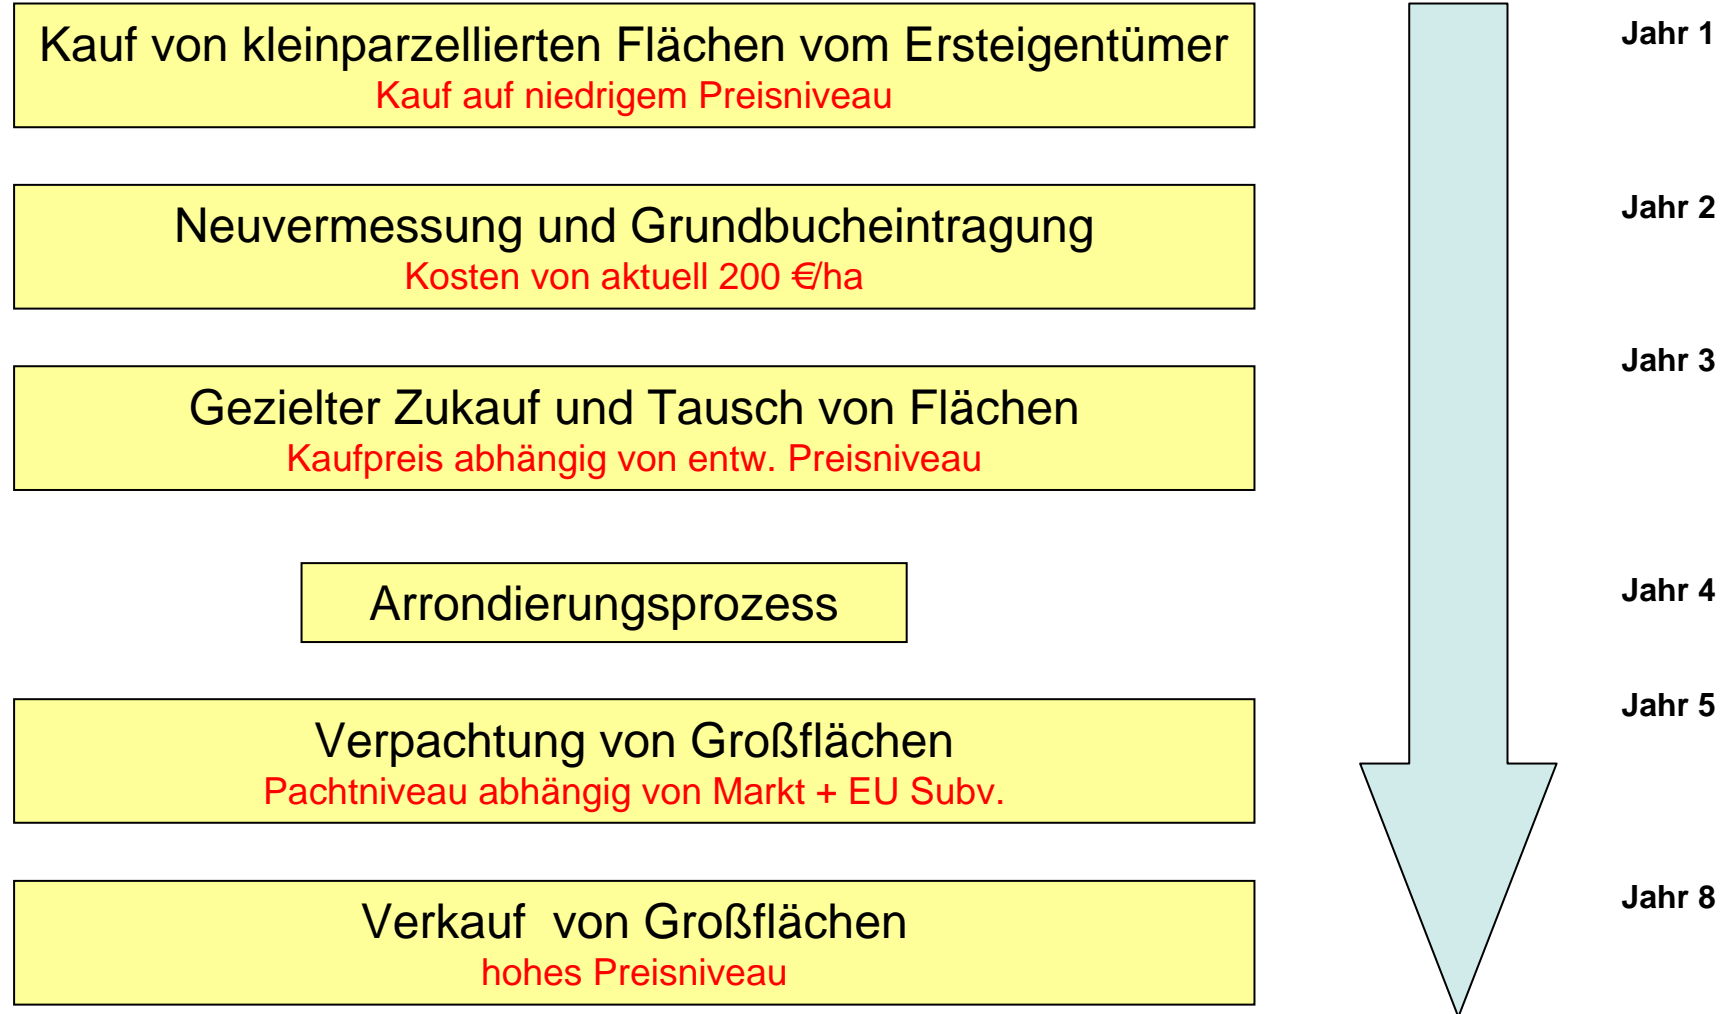 Kauf von kleinparzellierten Flächen vom Ersteigentümer
Kauf auf niedrigem Preisniveau
Jahr 1
Neuvermessung und Grundbucheintragung
Kosten von aktuell 200 €/ha
Jahr 2
Gezielter Zukauf und Tausch von Flächen
Kaufpreis abhängig von entw. Preisniveau
Jahr 3
Arrondierungsprozess
Jahr 4
Verpachtung von Großflächen
Pachtniveau abhängig von Markt + EU Subv.
Jahr 5
Verkauf  von Großflächen
hohes Preisniveau
Jahr 8